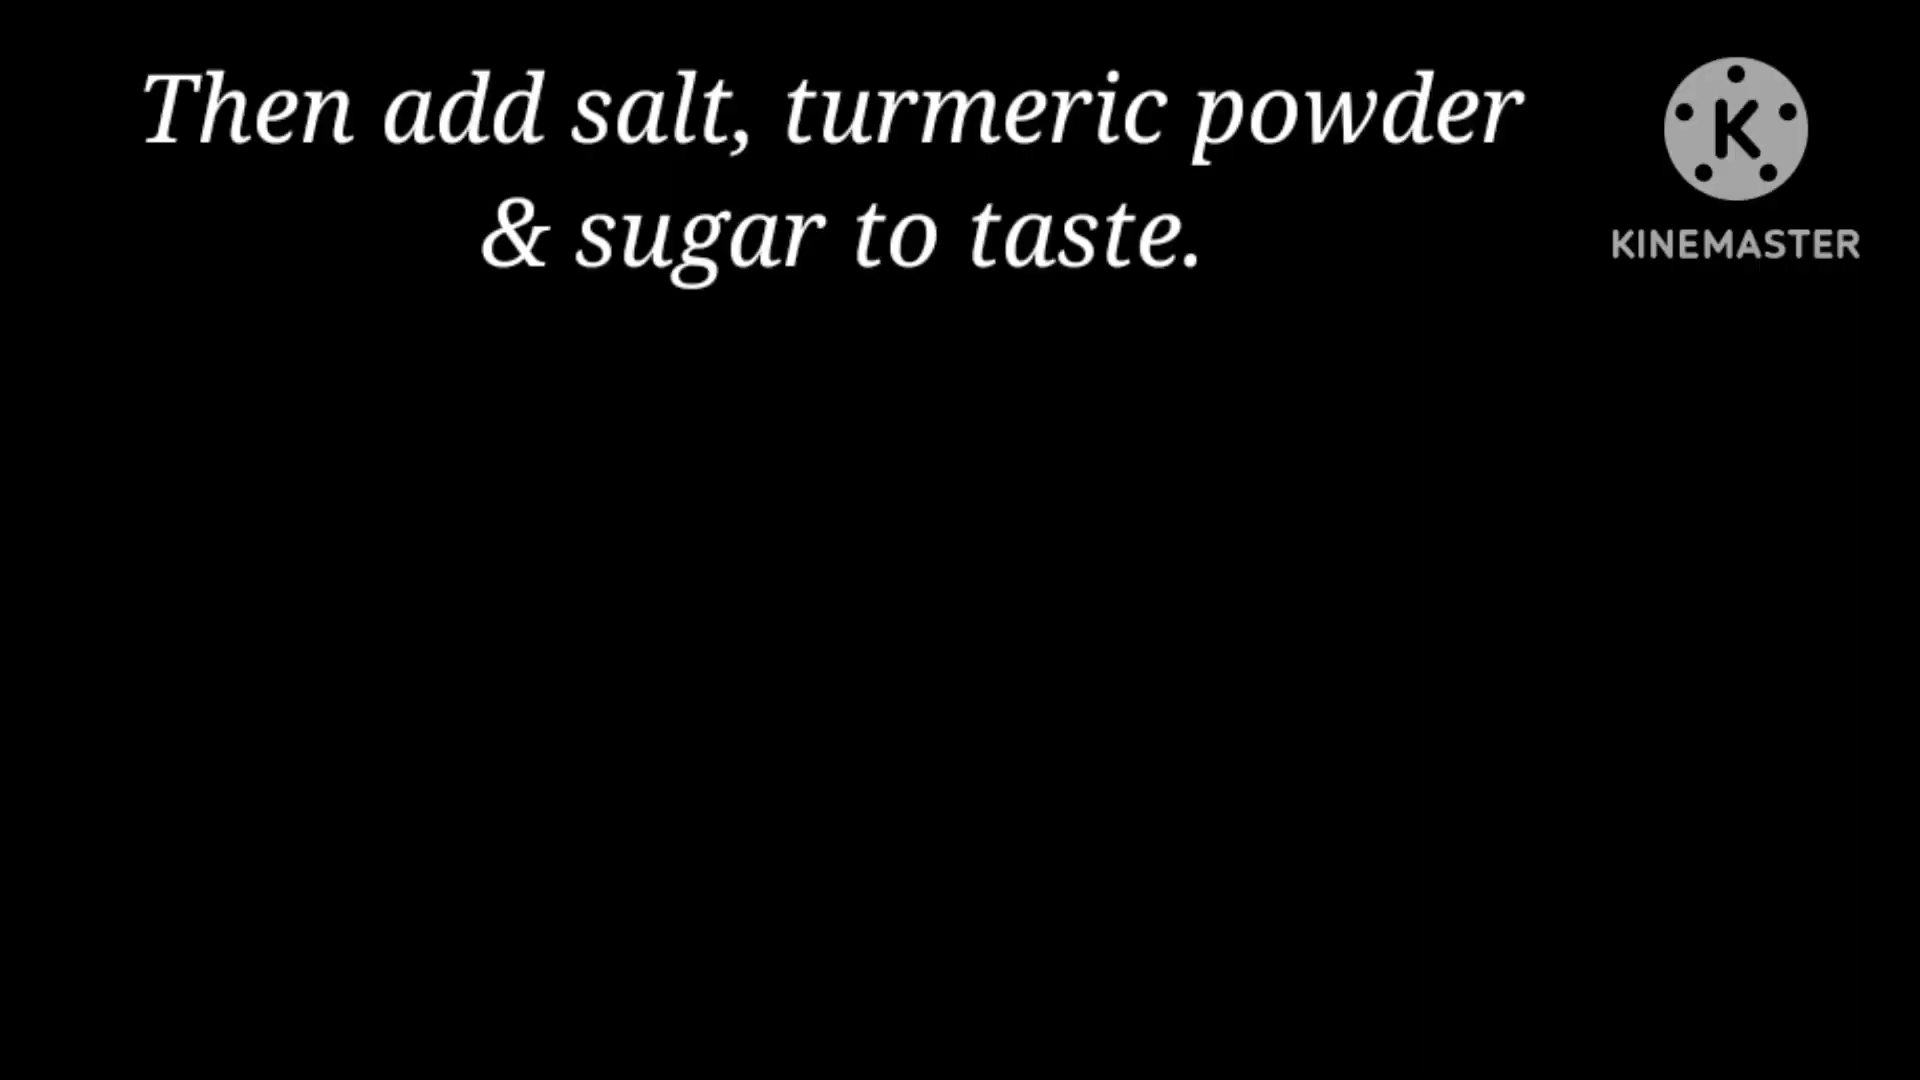 Then add salt, turmeric powder
& sugar to taste.
K
KINEMASTER